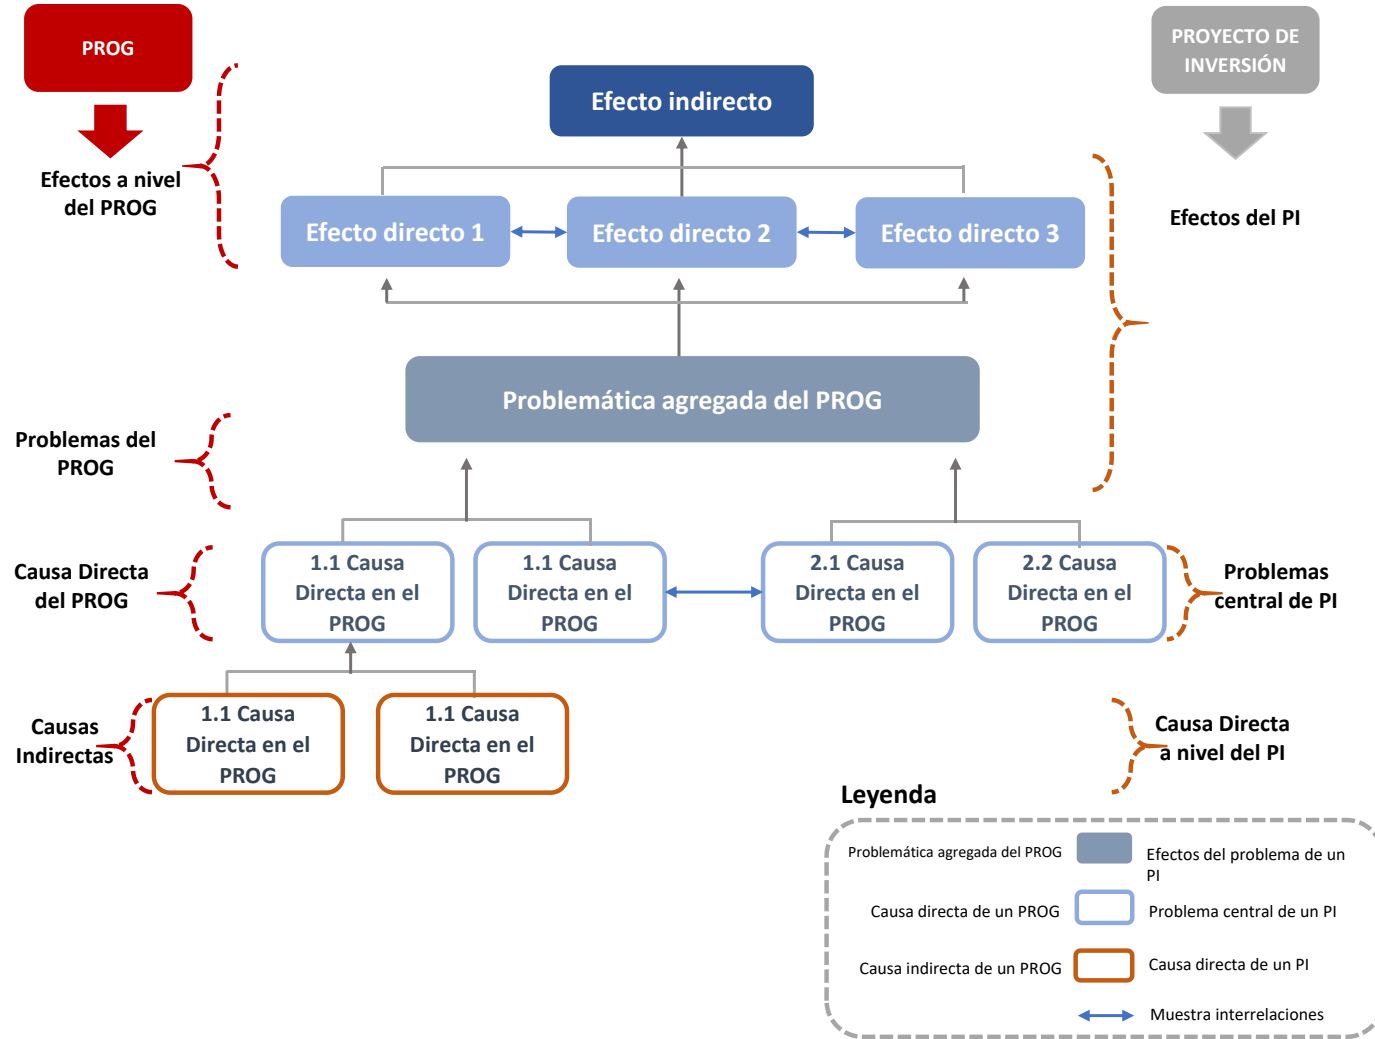 PROG
PROYECTO DE
INVERSIÓN
Efecto indirecto
Efectos a nivel
del PROG
Efecto directo 1
Efecto directo 2
Efecto directo 3
Efectos del PI
Problemática agregada del PROG
Problemas del
PROG
Causa Directa
del PROG
1.1 Causa
Directa en el
PROG
1.1 Causa
Directa en el
PROG
2.1 Causa
Directa en el
PROG
2.2 Causa
Directa en el
PROG
Problemas
central de PI
Causas
Indirectas
1.1 Causa
Directa en el
PROG
1.1 Causa
Directa en el
PROG
Causa Directa
a nivel del PI
Leyenda
Problemática agregada del PROG
Efectos del problema de un
PI
Causa directa de un PROG
Problema central de un PI
Causa indirecta de un PROG
Causa directa de un PI
Muestra interrelaciones